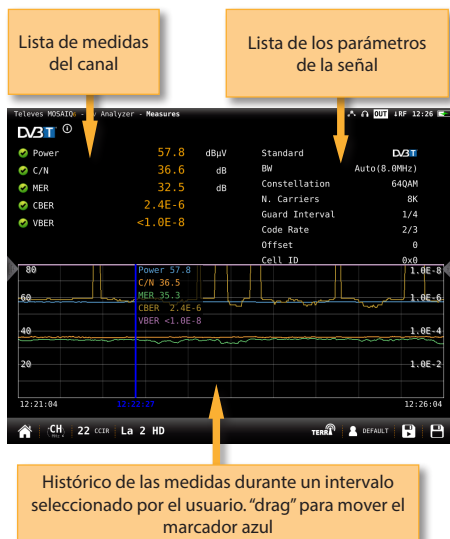 Lista de medidas
del canal
Lista de los parámetros
de la señal
Televes MOSAIQ6 - TV Analyzer - Measures
OUT ↓RF 12:26
DVB T
Power 57.8 dBμV
C/N 36.6 dB
MER 32.5 dB
CBER 2.4E-6
VBER <1.0E-8
Standard DVB T
BW Auto(8.0MHz)
Constellation 64QAM
N. Carriers 8K
Guard Interval 1/4
Code Rate 2/3
Offset 0
Cell ID 0x0
80 Power 57.8 1.0E-8
C/N 36.5
60 MER 35.3 1.0E-6
CBER 2.4E-6
VBER <1.0E-8
40 1.0E-4
20 1.0E-2
12:21:04 12:21:27 12:26:04
CH 22 CCIR La 2 HD TERR DEFAULT
Histórico de las medidas durante un intervalo
seleccionado por el usuario. “drag” para mover el
marcador azul